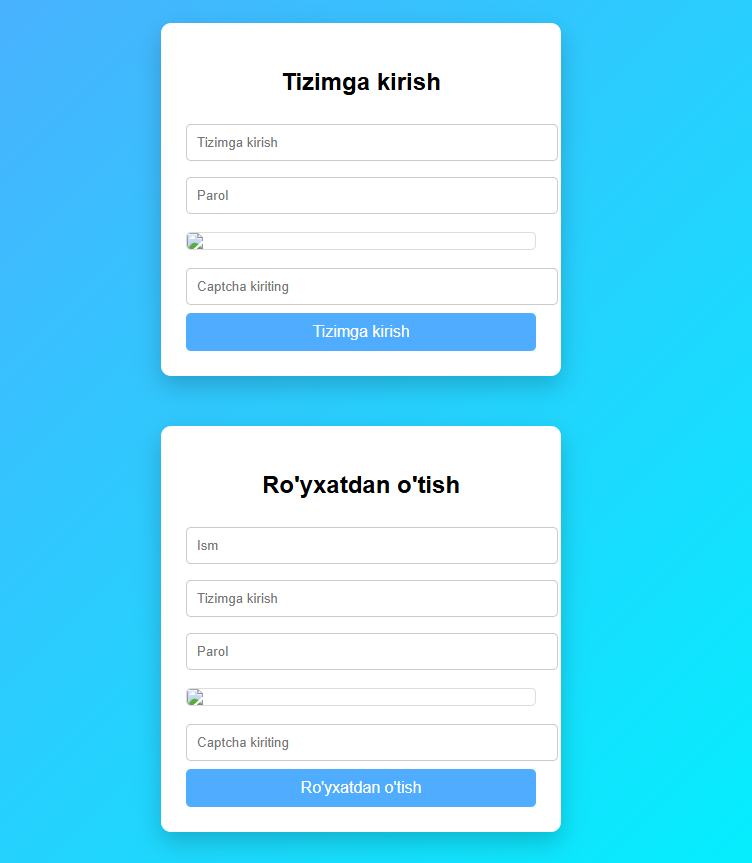 Tizimga kirish
Tizimga kirish
Parol
Captcha kiriting
Tizimga kirish
Ro'yxatdan o'tish
Ism
Tizimga kirish
Parol
Captcha kiriting
Ro'yxatdan o'tish